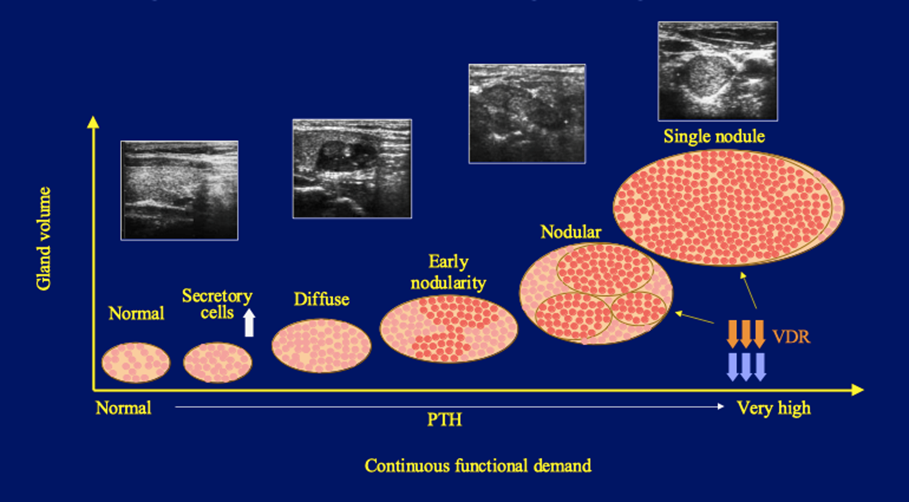 Single nodule
Nodular
Early
nodularity
Diffuse
Secretory
cells
Normal
Gland volume
VDR
Normal
PTH
Very high
Continuous functional demand